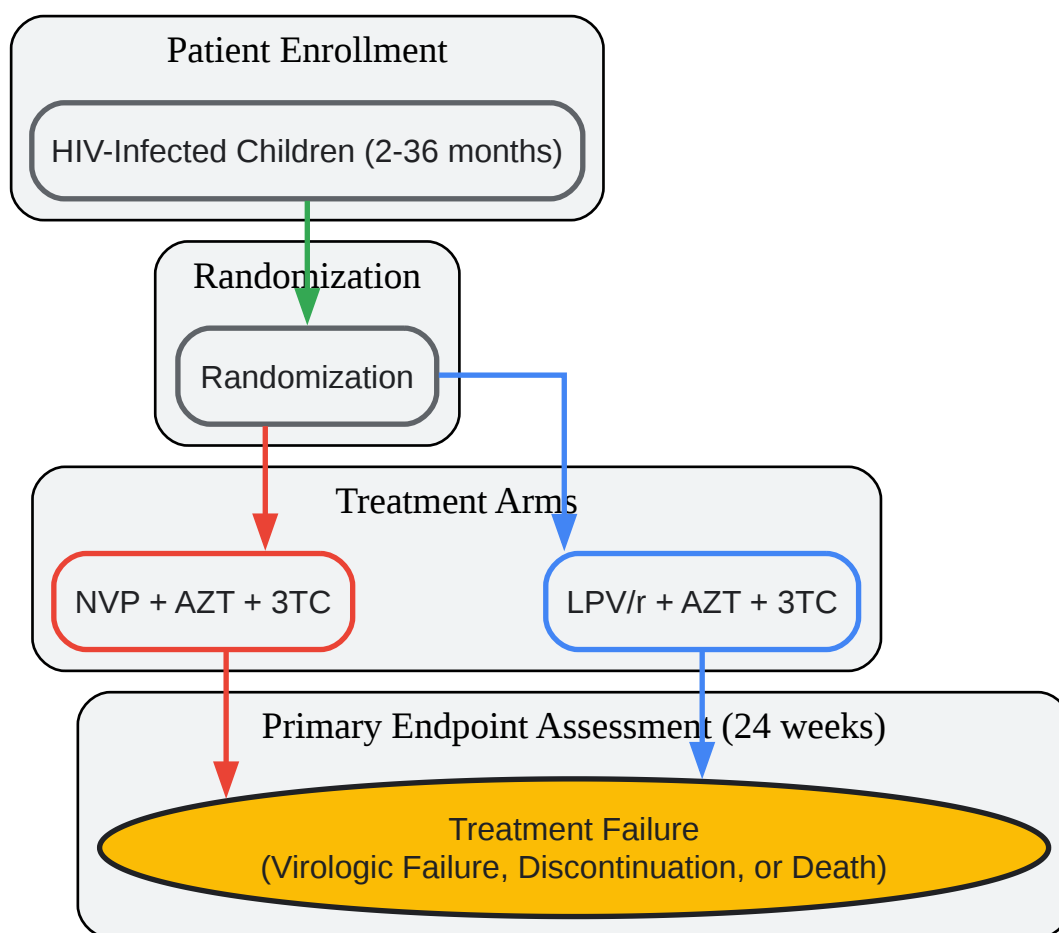 Patient Enrollment
HIV-Infected Children (2-36 months)
Randomization
Randomization
Treatment Arms
NVP + AZT + 3TC
LPV/r + AZT + 3TC
Primary Endpoint Assessment (24 weeks)
Treatment Failure
(Virologic Failure, Discontinuation, or Death)